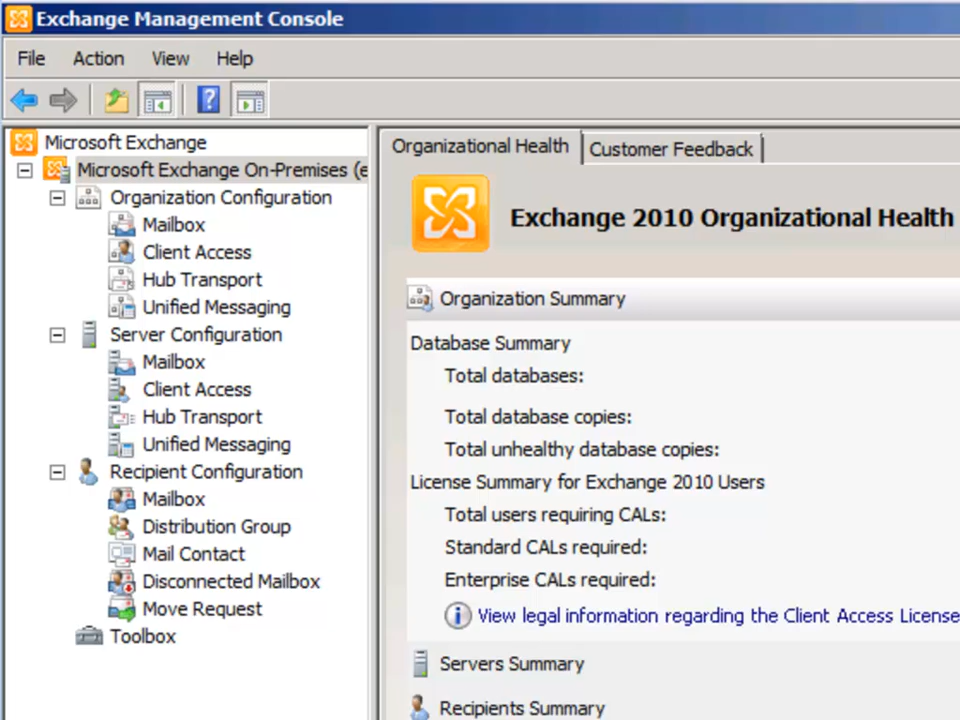 Exchange Management Console
File Action View Help
Microsoft Exchange
Microsoft Exchange On-Premises (e
Organization Configuration
Mailbox
Client Access
Hub Transport
Unified Messaging
Server Configuration
Mailbox
Client Access
Hub Transport
Unified Messaging
Recipient Configuration
Mailbox
Distribution Group
Mail Contact
Disconnected Mailbox
Move Request
Toolbox
Organizational Health
Customer Feedback
Exchange 2010 Organizational Health
Organization Summary
Database Summary
Total databases:
Total database copies:
Total unhealthy database copies:
License Summary for Exchange 2010 Users
Total users requiring CALs:
Standard CALs required:
Enterprise CALs required:
View legal information regarding the Client Access License
Servers Summary
Recipients Summary